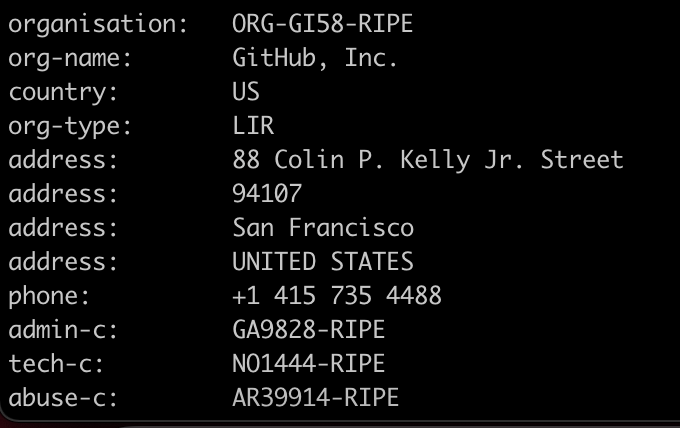 organisation:   ORG-GI58-RIPE
org-name:       GitHub, Inc.
country:        US
org-type:       LIR
address:        88 Colin P. Kelly Jr. Street
address:        94107
address:        San Francisco
address:        UNITED STATES
phone:          +1 415 735 4488
admin-c:        GA9828-RIPE
tech-c:         NO1444-RIPE
abuse-c:        AR39914-RIPE